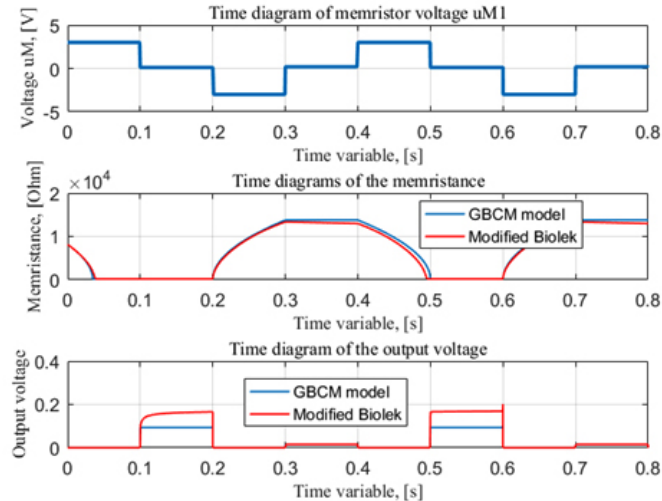 Time diagram of memristor voltage uM1
Voltage uM, [V]
5
0
-5
0 0.1 0.2 0.3 0.4 0.5 0.6 0.7 0.8
Time variable, [s]
× 10^4
Time diagrams of the memristance
Memristance, [Ohm]
2
1
0
GBCM model
Modified Biolek
0 0.1 0.2 0.3 0.4 0.5 0.6 0.7 0.8
Time variable, [s]
Time diagram of the output voltage
Output voltage
0.4
0.2
0
GBCM model
Modified Biolek
0 0.1 0.2 0.3 0.4 0.5 0.6 0.7 0.8
Time variable, [s]